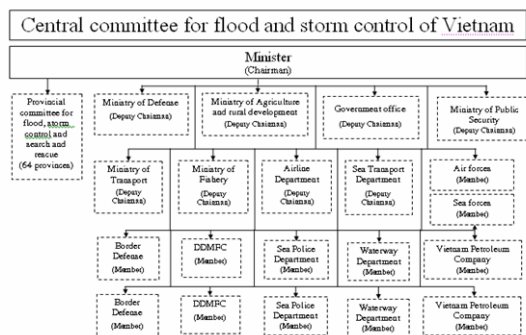 Central committee for flood and storm control of Vietnam
Minister
(Chairman)
Provincial
committee for
flood, storm
control and
search and
rescue
(64 provinces)
Ministry of Defense
(Deputy Chairman)
Ministry of Agriculture
and rural development
(Deputy Chairman)
Government office
(Deputy Chairman)
Ministry of Public
Security
(Deputy Chairman)
Ministry of
Transport
(Deputy
Chairman)
Ministry of
Fishery
(Deputy
Chairman)
Airline
Department
(Deputy
Chairman)
Sea Transport
Department
(Deputy
Chairman)
Air forces
(Member)
Sea forces
(Member)
Border
Defense
(Member)
DDMFC
(Member)
Sea Police
Department
(Member)
Waterway
Department
(Member)
Vietnam Petroleum
Company
(Member)
Border
Defense
(Member)
DDMFC
(Member)
Sea Police
Department
(Member)
Waterway
Department
(Member)
Vietnam Petroleum
Company
(Member)